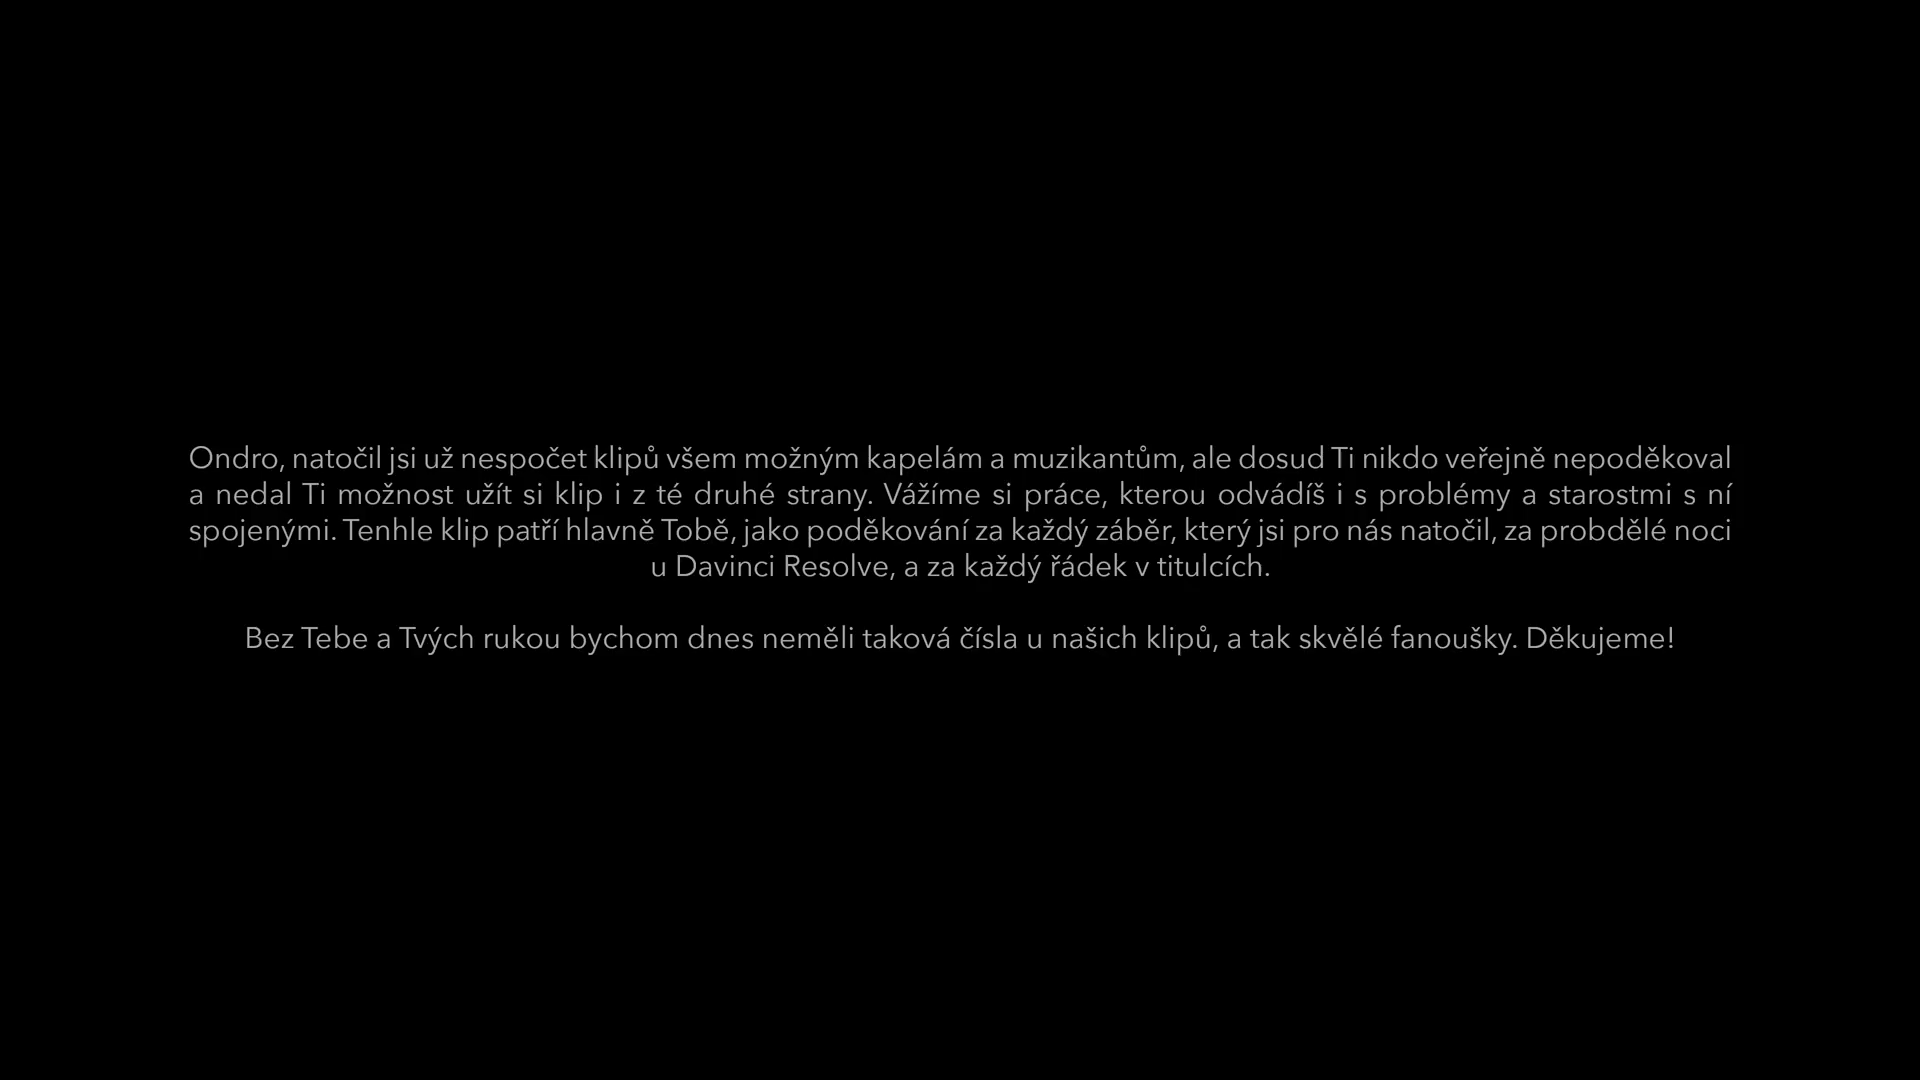 Ondro, natočil jsi už nespočet klipů všem možným kapelám a muzikantům, ale dosud Ti nikdo veřejně nepoděkoval
a nedal Ti možnost užít si klip i z té druhé strany. Vážíme si práce, kterou odvádíš i s problémy a starostmi s ní
spojenými. Tenhle klip patří hlavně Tobě, jako poděkování za každý záběr, který jsi pro nás natočil, za probdělé noci
u Davinci Resolve, a za každý řádek v titulcích.
Bez Tebe a Tvých rukou bychom dnes neměli taková čísla u našich klipů, a tak skvělé fanoušky. Děkujeme!